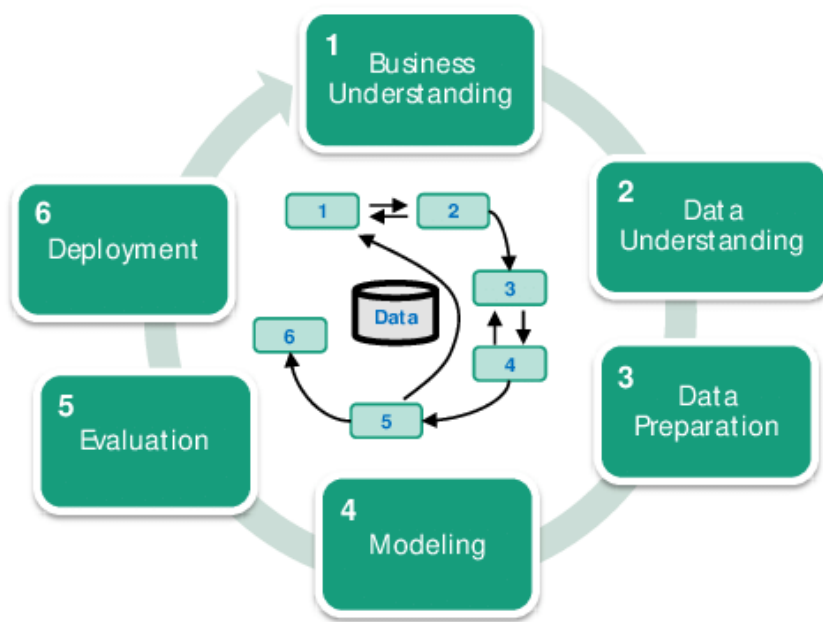 1
Business
Understanding
2
Data
Understanding
3
Data
Preparation
4
Modeling
5
Evaluation
6
Deployment
1
2
3
4
5
6
Data